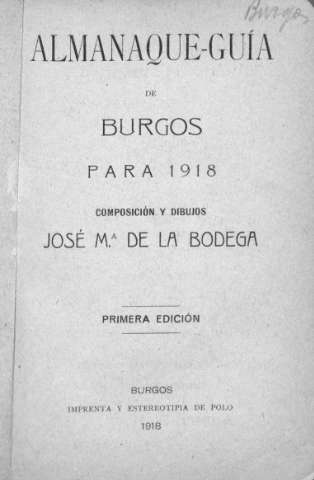 Burgos
ALMANAQUE-GUÍA
DE
BURGOS
PARA 1918
COMPOSICIÓN Y DIBUJOS
JOSÉ M.ª DE LA BODEGA
PRIMERA EDICIÓN
BURGOS
IMPRENTA Y ESTEREOTIPIA DE POLO
1918